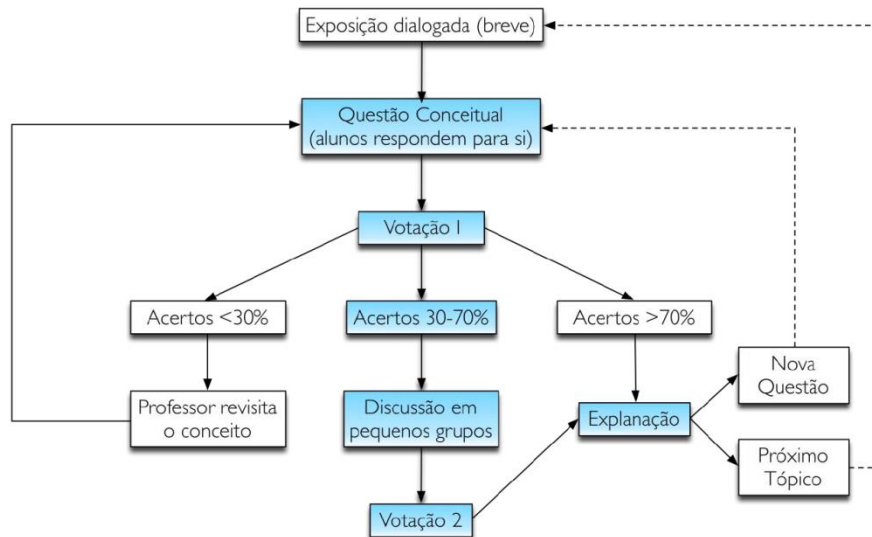 Exposição dialogada (breve)
Questão Conceitual
(alunos respondem para si)
Votação I
Acertos <30%
Acertos 30-70%
Acertos >70%
Professor revisita
o conceito
Discussão em
pequenos grupos
Explanação
Nova
Questão
Próximo
Tópico
Votação 2